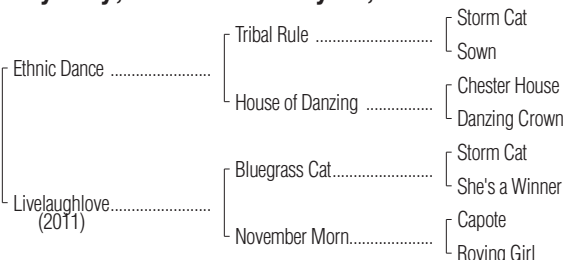 Storm Cat
Tribal Rule ......................
Sown
Ethnic Dance ......................
Chester House
House of Danzing ...............
Danzing Crown
Storm Cat
Bluegrass Cat......................
She's a Winner
Livelaughlove......................
(2011)
Capote
November Morn..................
Roving Girl